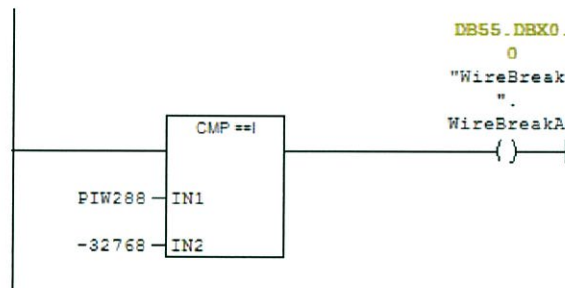 DB55.DBX0.
0
"WireBreak
".
WireBreakA
CMP ==I
PIW288
IN1
-32768
IN2